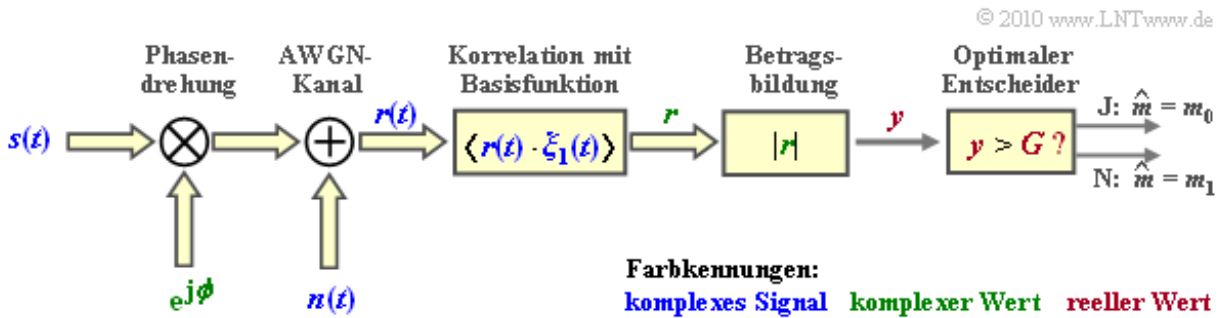 © 2010 www.LNTwww.de
Phasen-
drehung
AWGN-
Kanal
Korrelation mit
Basisfunktion
Betrags-
bildung
Optimaler
Entscheider
s(t)
r(t)
⟨r(t) · ξ₁(t)⟩
r
|r|
y
y > G ?
J: m̂ = m₀
N: m̂ = m₁
e^jϕ
n(t)
Farbkennungen:
komplexes Signal komplexer Wert reeller Wert